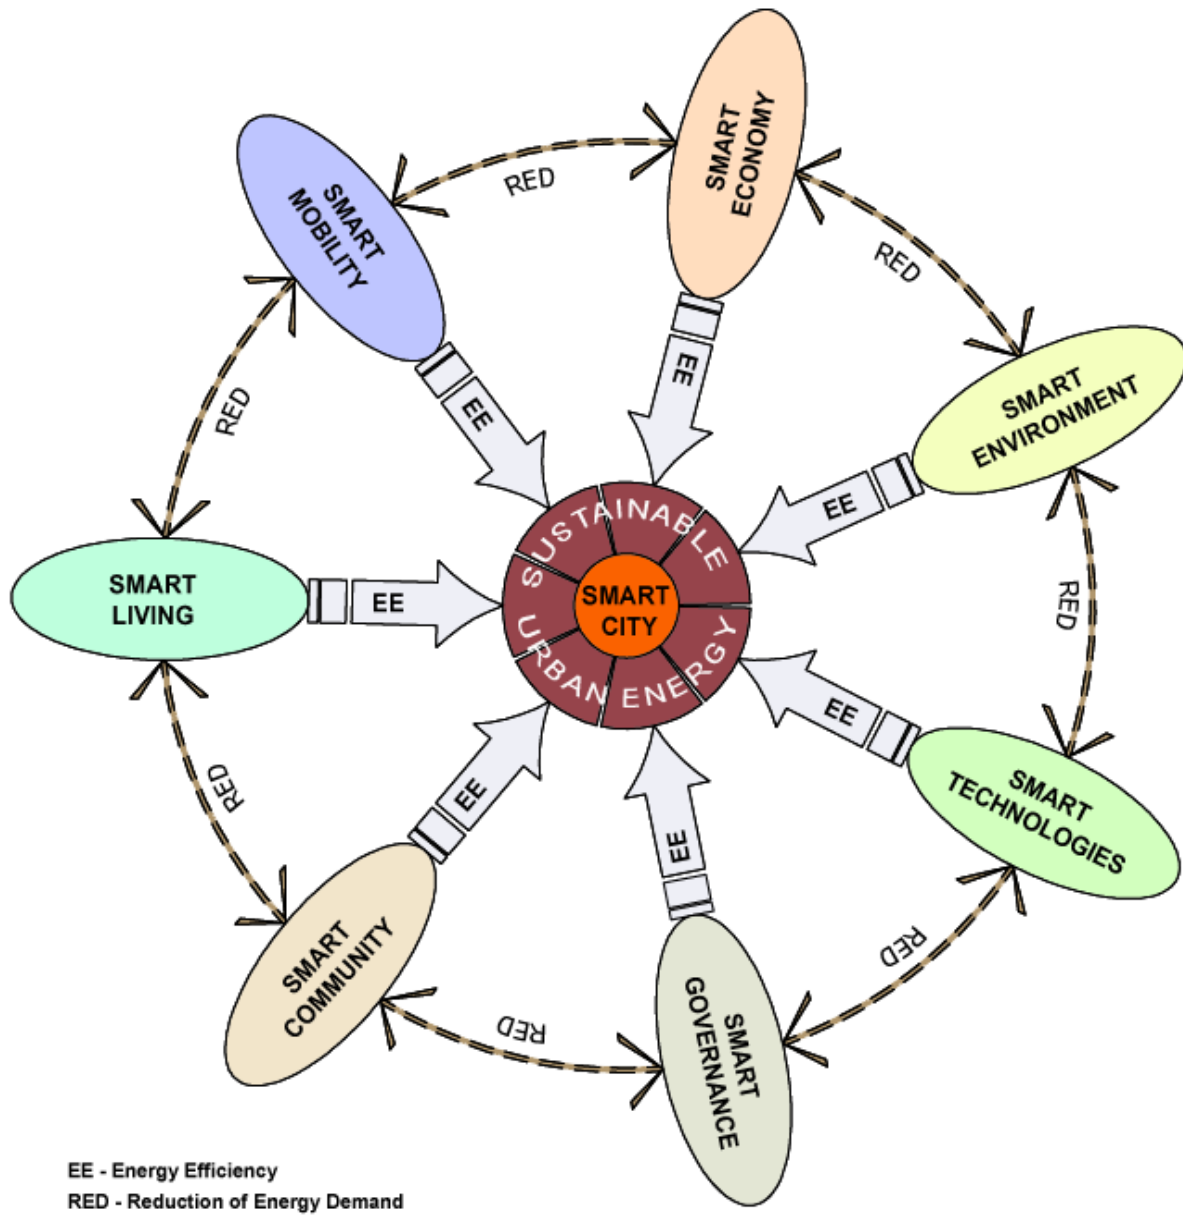 SMART
ECONOMY
RED
SMART
MOBILITY
RED
EE
EE
SMART
ENVIRONMENT
RED
EE
SUSTAINABLE
SMART
LIVING
EE
SMART
CITY
RED
URBAN ENERGY
EE
SMART
TECHNOLOGIES
RED
EE
EE
SMART
COMMUNITY
RED
RED
SMART
GOVERNANCE
EE - Energy Efficiency
RED - Reduction of Energy Demand